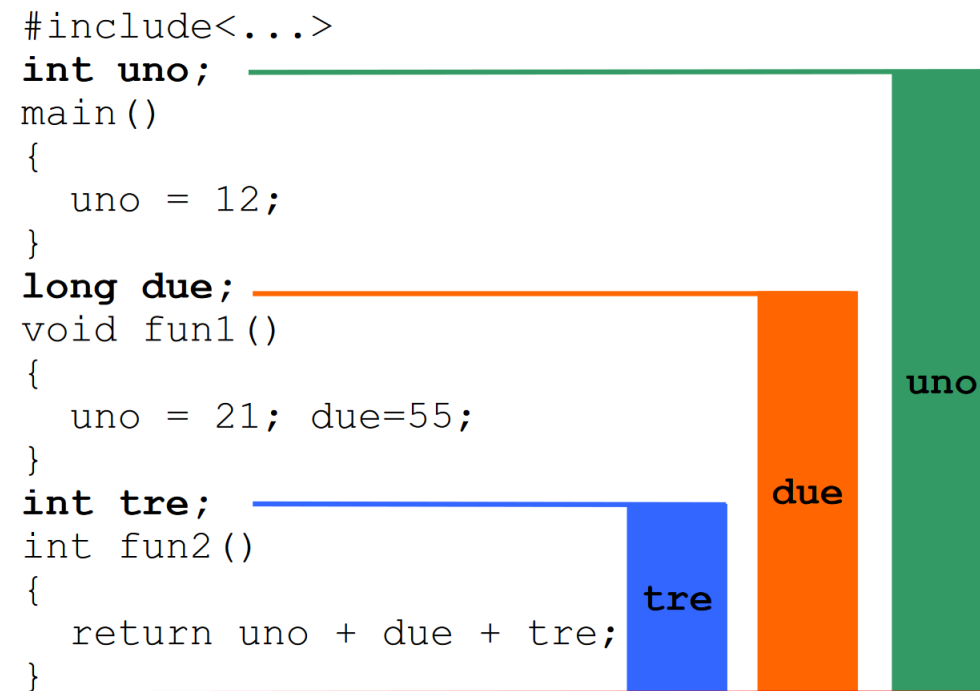 #include<...>
int uno;
main()
{
  uno = 12;
}
long due;
void fun1()
{
  uno = 21; due=55;
}
int tre;
int fun2()
{
  return uno + due + tre;
}
tre
due
uno